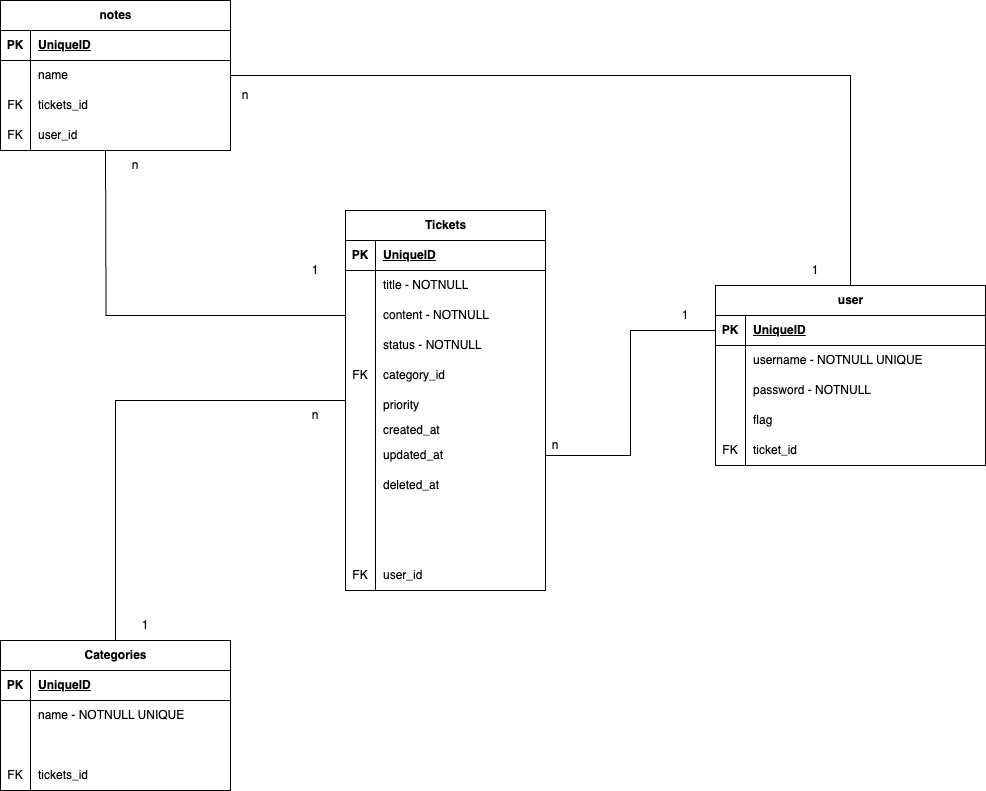 notes
PK UniqueID
name
FK tickets_id
FK user_id
n
n
1
Tickets
PK UniqueID
title - NOTNULL
content - NOTNULL
status - NOTNULL
FK category_id
priority
created_at
updated_at
deleted_at
FK user_id
n
n
1
1
user
PK UniqueID
username - NOTNULL UNIQUE
password - NOTNULL
flag
FK ticket_id
1
Categories
PK UniqueID
name - NOTNULL UNIQUE
FK tickets_id